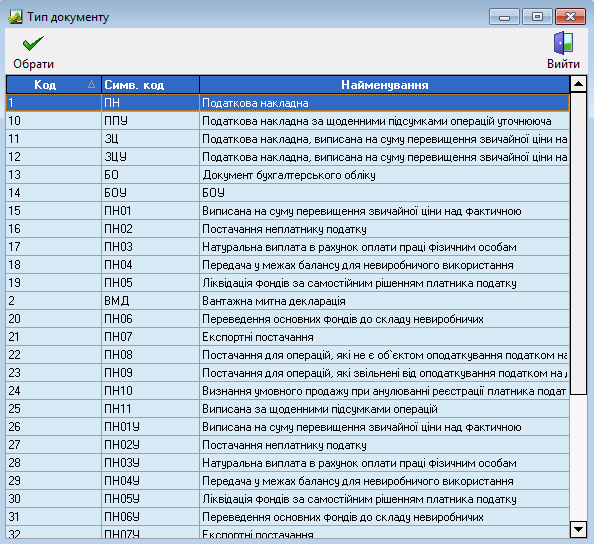 Тип документу
Обрати Вийти
Код Симв. код Найменування
1 ПН Податкова накладна
10 ППУ Податкова накладна за щоденними підсумками операцій уточнююча
11 ЗЦ Податкова накладна, виписана на суму перевищення звичайної ціни на
12 ЗЦУ Податкова накладна, виписана на суму перевищення звичайної ціни на
13 БО Документ бухгалтерського обліку
14 БОУ БОУ
15 ПН01 Виписана на суму перевищення звичайної ціни над фактичною
16 ПН02 Постачання неплатнику податку
17 ПН03 Натуральна виплата в рахунок оплати праці фізичним особам
18 ПН04 Передача у межах балансу для невиробничого використання
19 ПН05 Ліквідація фондів за самостійним рішенням платника податку
2 ВМД Вантажна митна декларація
20 ПН06 Переведення основних фондів до складу невиробничих
21 ПН07 Експортні постачання
22 ПН08 Постачання для операцій, які не є об`єктом оподаткування податком на
23 ПН09 Постачання для операцій, які звільнені від оподаткування податком на д
24 ПН10 Визнання умовного продажу при анулюванні реєстрації платника подат
25 ПН11 Виписана за щоденними підсумками операцій
26 ПН01У Виписана на суму перевищення звичайної ціни над фактичною
27 ПН02У Постачання неплатнику податку
28 ПН03У Натуральна виплата в рахунок оплати праці фізичним особам
29 ПН04У Передача у межах балансу для невиробничого використання
30 ПН05У Ліквідація фондів за самостійним рішенням платника податку
31 ПН06У Переведення основних фондів до складу невиробничих
32 ПН07У Експортні постачання